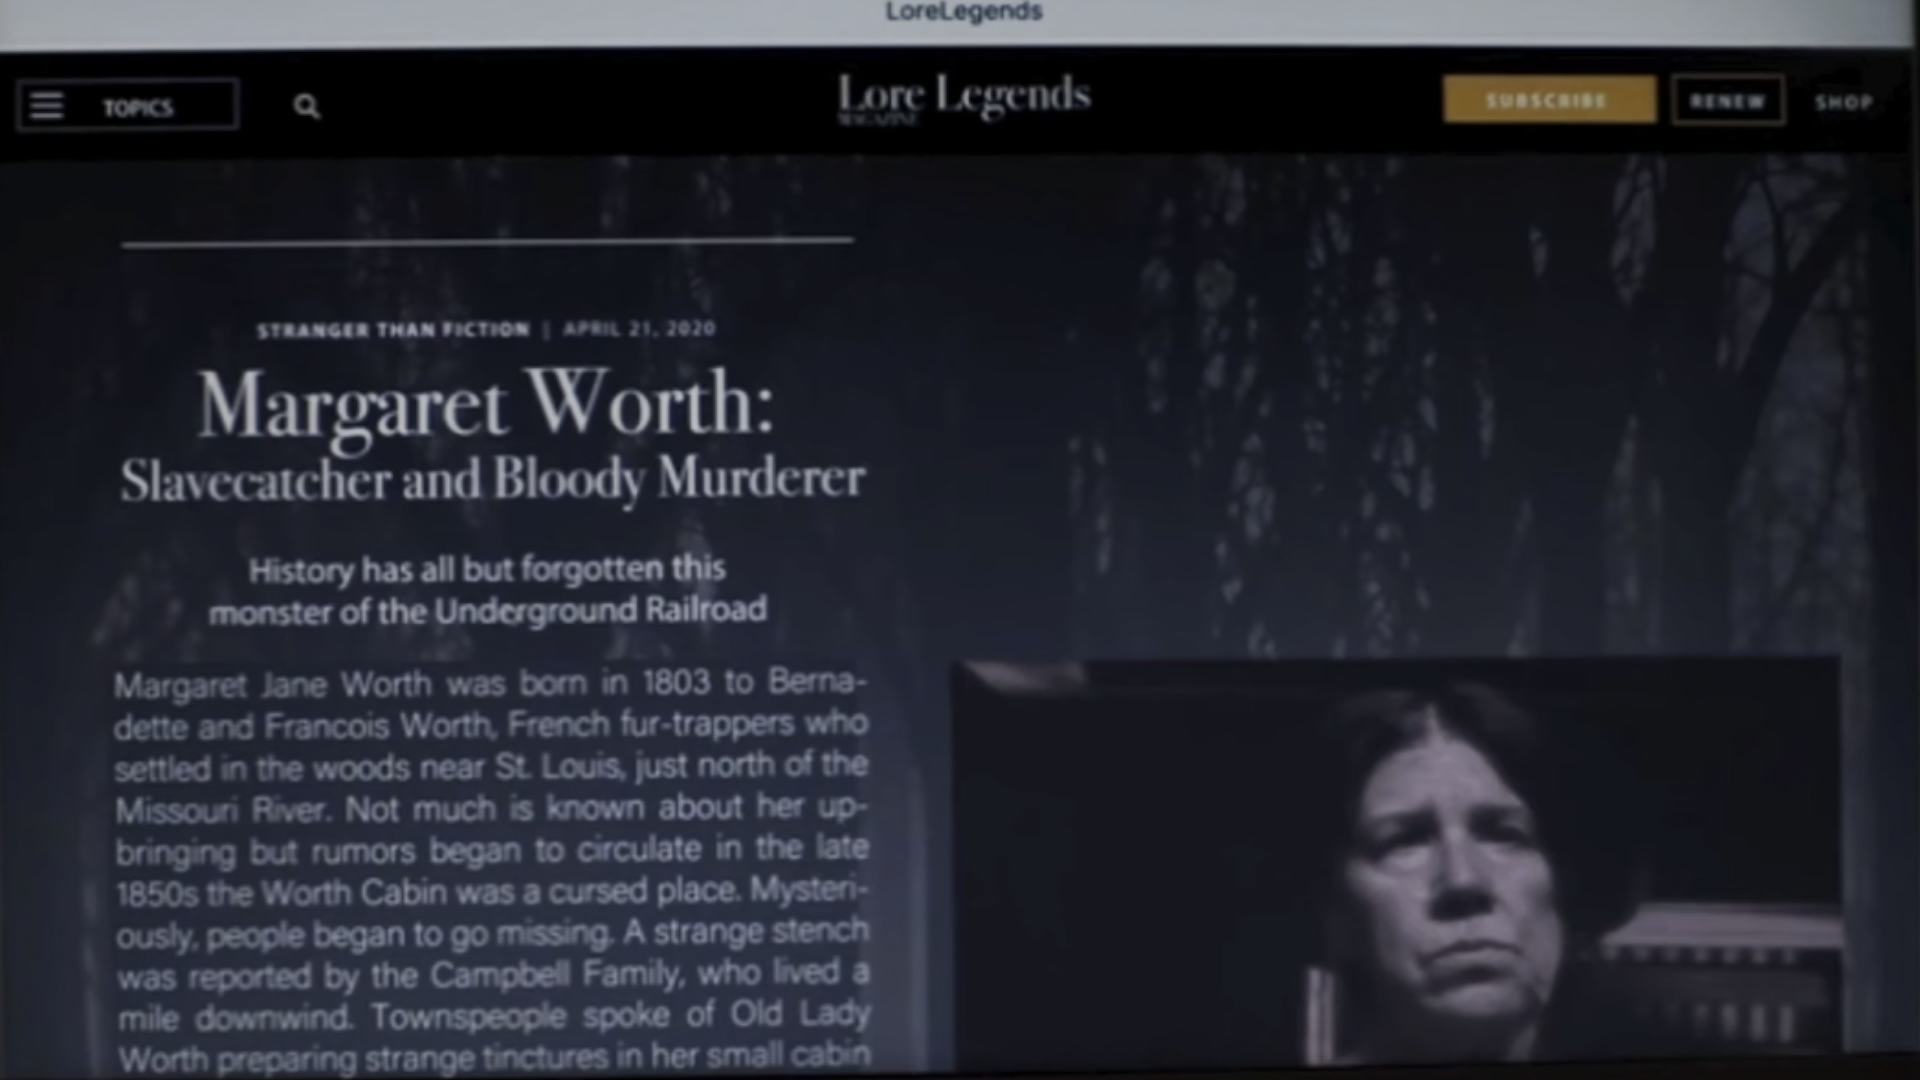 LoreLegends
TOPICS
Lore Legends
MAGAZINE
SUBSCRIBE
RENEW
SHOP
STRANGER THAN FICTION | APRIL 21, 2020
Margaret Worth:
Slavecatcher and Bloody Murderer
History has all but forgotten this
monster of the Underground Railroad
Margaret Jane Worth was born in 1803 to Berna-
dette and Francois Worth, French fur-trappers who
settled in the woods near St. Louis, just north of the
Missouri River. Not much is known about her up-
bringing but rumors began to circulate in the late
1850s the Worth Cabin was a cursed place. Mysteri-
ously, people began to go missing. A strange stench
was reported by the Campbell Family, who lived a
mile downwind. Townspeople spoke of Old Lady
Worth preparing strange tinctures in her small cabin